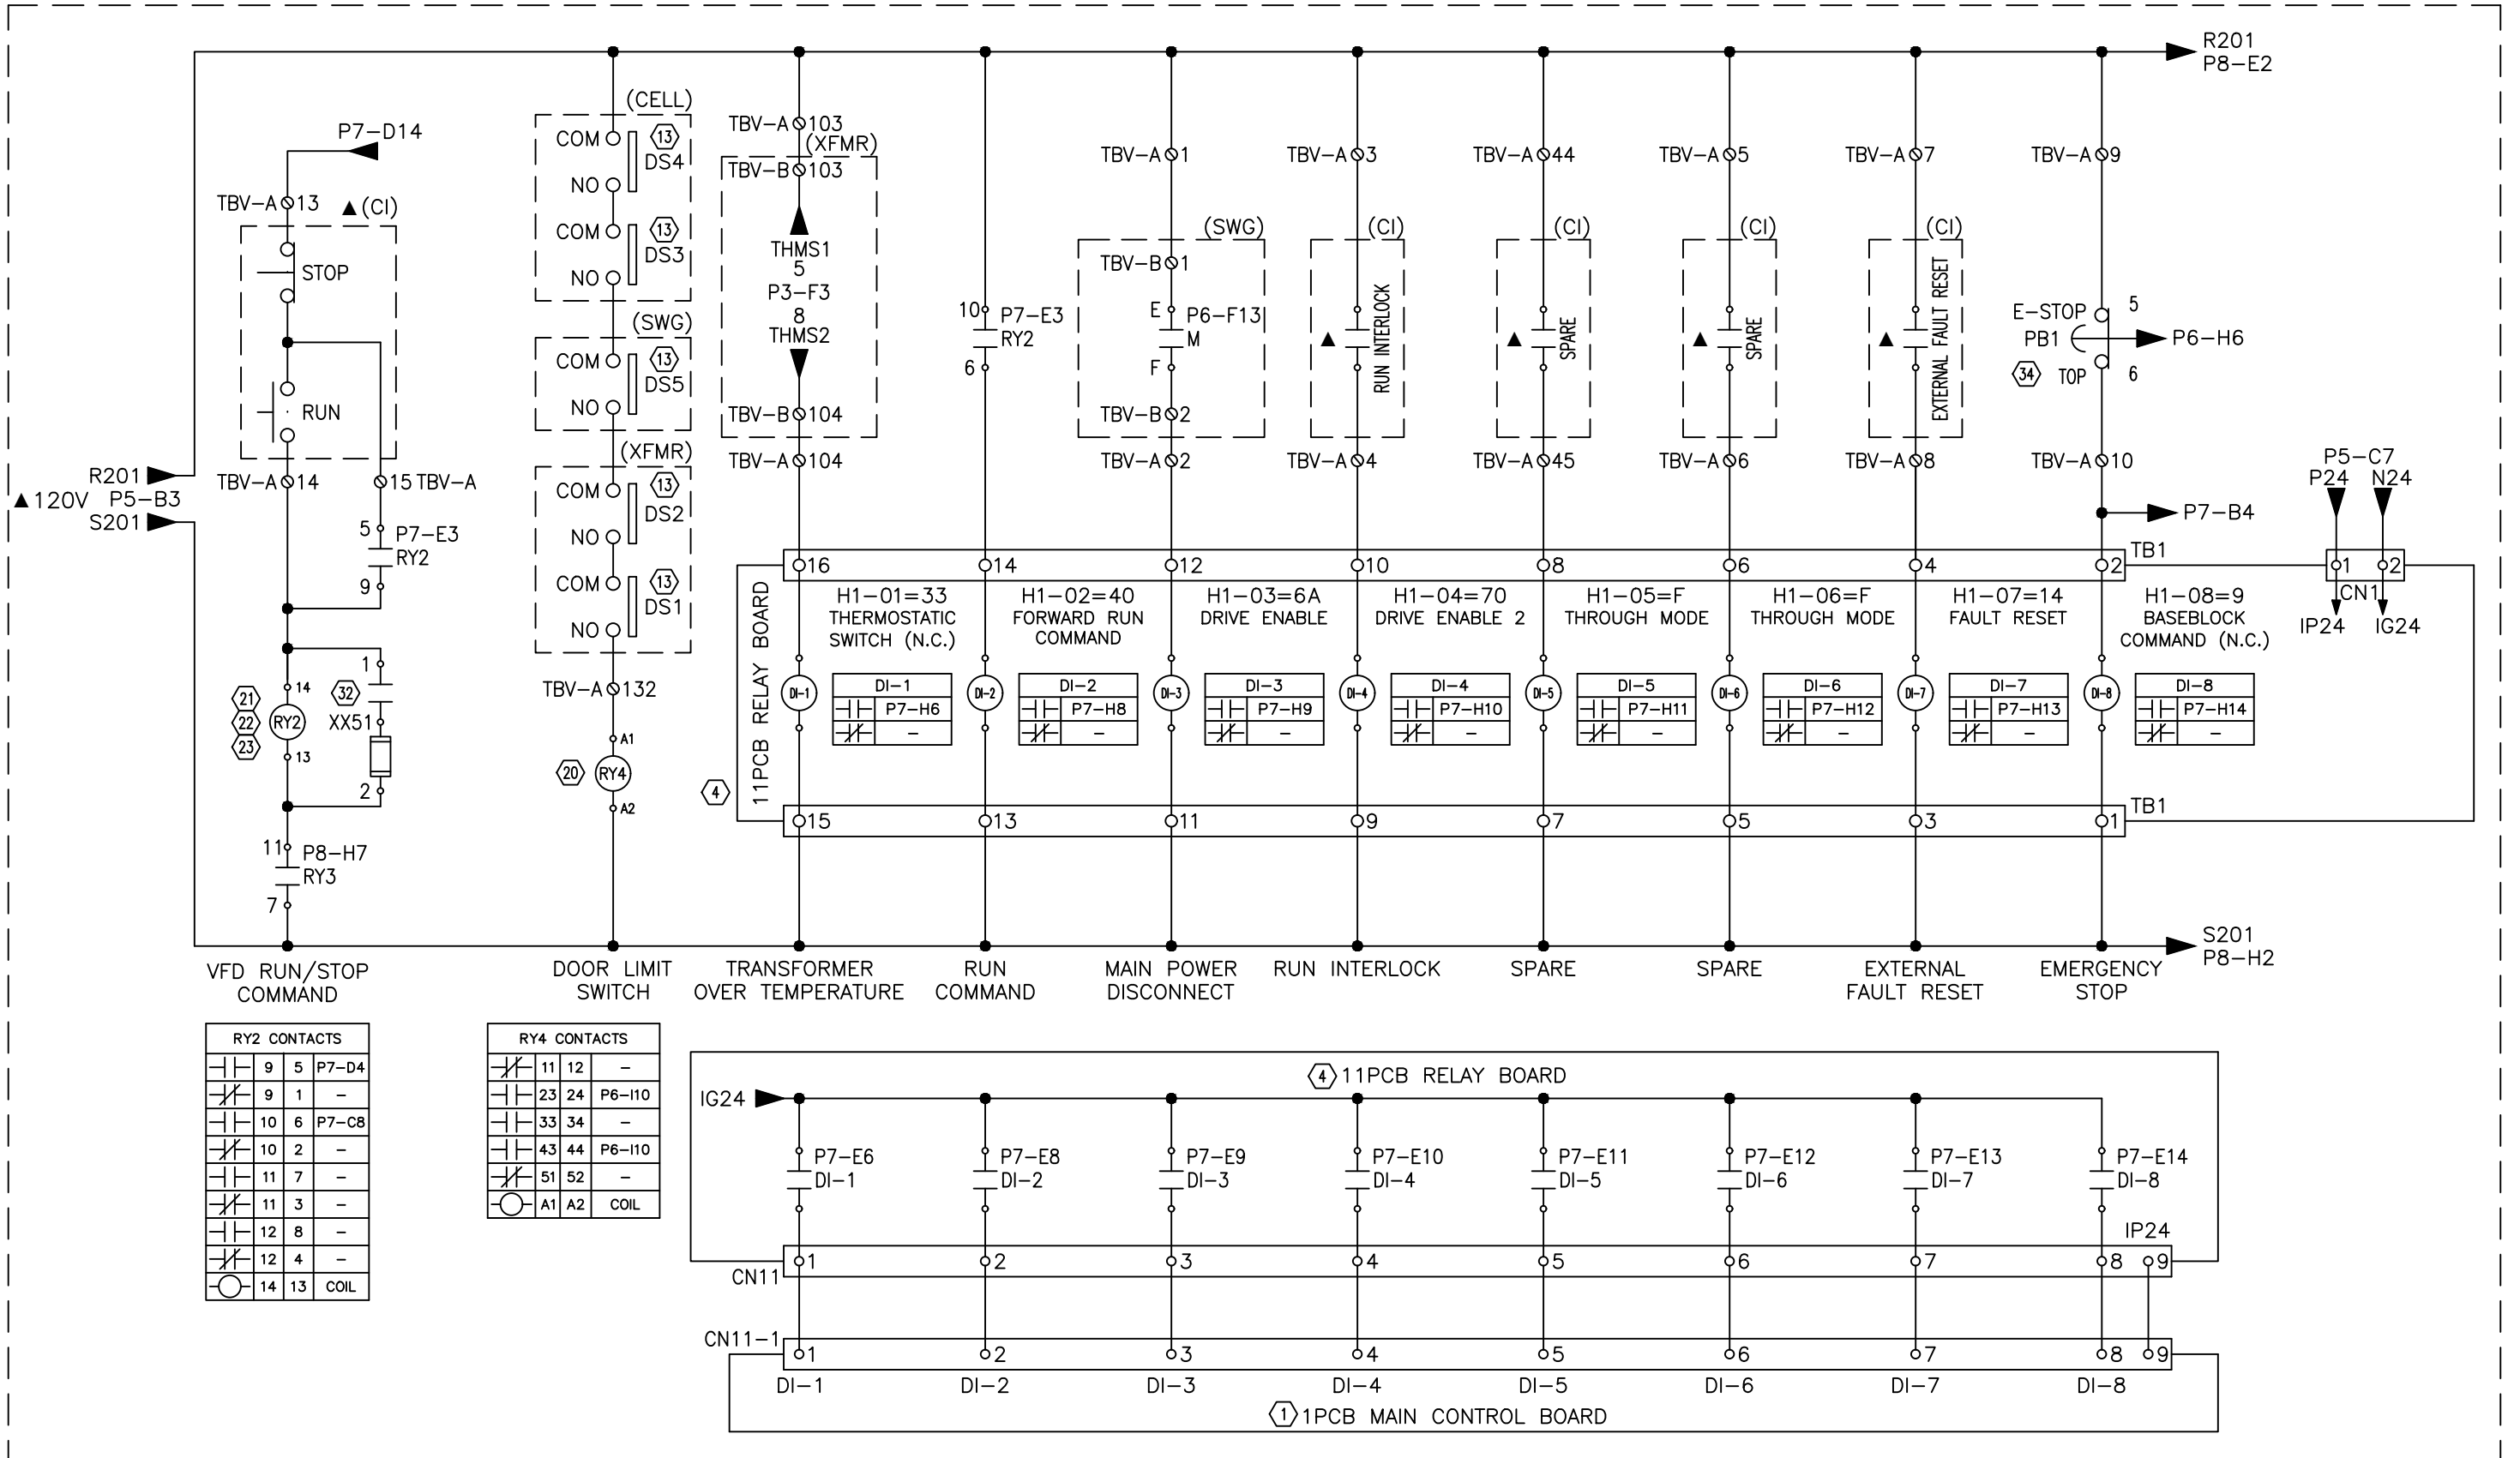 R201
P8-E2
(CELL)
P7-D14
TBV-A 103
(XFMR)
COM 13
DS4
NO
TBV-B 103
TBV-A 1
TBV-A 3
TBV-A 44
TBV-A 5
TBV-A 7
TBV-A 9
TBV-A 13 ▲(CI)
COM 13
DS3
NO
THMS1
5
P3-F3
8
THMS2
(SWG)
(CI)
(CI)
(CI)
(CI)
TBV-B 1
STOP
10 P7-E3
RY2
6
E P6-F13
M
F
▲ RUN INTERLOCK
▲ SPARE
▲ SPARE
▲ EXTERNAL FAULT RESET
E-STOP 5
PB1 P6-H6
34 TOP 6
(SWG)
COM 13
DS5
NO
RUN
TBV-B 104
TBV-B 2
(XFMR)
TBV-A 104
TBV-A 2
TBV-A 4
TBV-A 45
TBV-A 6
TBV-A 8
TBV-A 10
P5-C7
P24 N24
R201
▲120V P5-B3
S201
TBV-A 14
15 TBV-A
COM 13
DS2
NO
P7-B4
5 P7-E3
RY2
9
TB1
16
14
12
10
8
6
4
2
1 2
CN1
IP24 IG24
COM 13
DS1
NO
11PCB RELAY BOARD
H1-01=33
THERMOSTATIC
SWITCH (N.C.)
H1-02=40
FORWARD RUN
COMMAND
H1-03=6A
DRIVE ENABLE
H1-04=70
DRIVE ENABLE 2
H1-05=F
THROUGH MODE
H1-06=F
THROUGH MODE
H1-07=14
FAULT RESET
H1-08=9
BASEBLOCK
COMMAND (N.C.)
TBV-A 132
21 14
22 RY2
23 13
1
32
XX51
2
A1
20 RY4
A2
4
DI-1
DI-1
P7-H6
-
DI-2
DI-2
P7-H8
-
DI-3
DI-3
P7-H9
-
DI-4
DI-4
P7-H10
-
DI-5
DI-5
P7-H11
-
DI-6
DI-6
P7-H12
-
DI-7
DI-7
P7-H13
-
DI-8
DI-8
P7-H14
-
TB1
15
13
11
9
7
5
3
1
11 P8-H7
RY3
7
S201
P8-H2
VFD RUN/STOP
COMMAND
DOOR LIMIT
SWITCH
TRANSFORMER
OVER TEMPERATURE
RUN
COMMAND
MAIN POWER
DISCONNECT
RUN INTERLOCK
SPARE
SPARE
EXTERNAL
FAULT RESET
EMERGENCY
STOP
RY2 CONTACTS
9 5 P7-D4
9 1 -
10 6 P7-C8
10 2 -
11 7 -
11 3 -
12 8 -
12 4 -
14 13 COIL
RY4 CONTACTS
11 12 -
23 24 P6-I10
33 34 -
43 44 P6-I10
51 52 -
A1 A2 COIL
4 11PCB RELAY BOARD
IG24
P7-E6
DI-1
P7-E8
DI-2
P7-E9
DI-3
P7-E10
DI-4
P7-E11
DI-5
P7-E12
DI-6
P7-E13
DI-7
P7-E14
DI-8
IP24
CN11 1 2 3 4 5 6 7 8 9
CN11-1 1 2 3 4 5 6 7 8 9
DI-1 DI-2 DI-3 DI-4 DI-5 DI-6 DI-7 DI-8
1 1PCB MAIN CONTROL BOARD